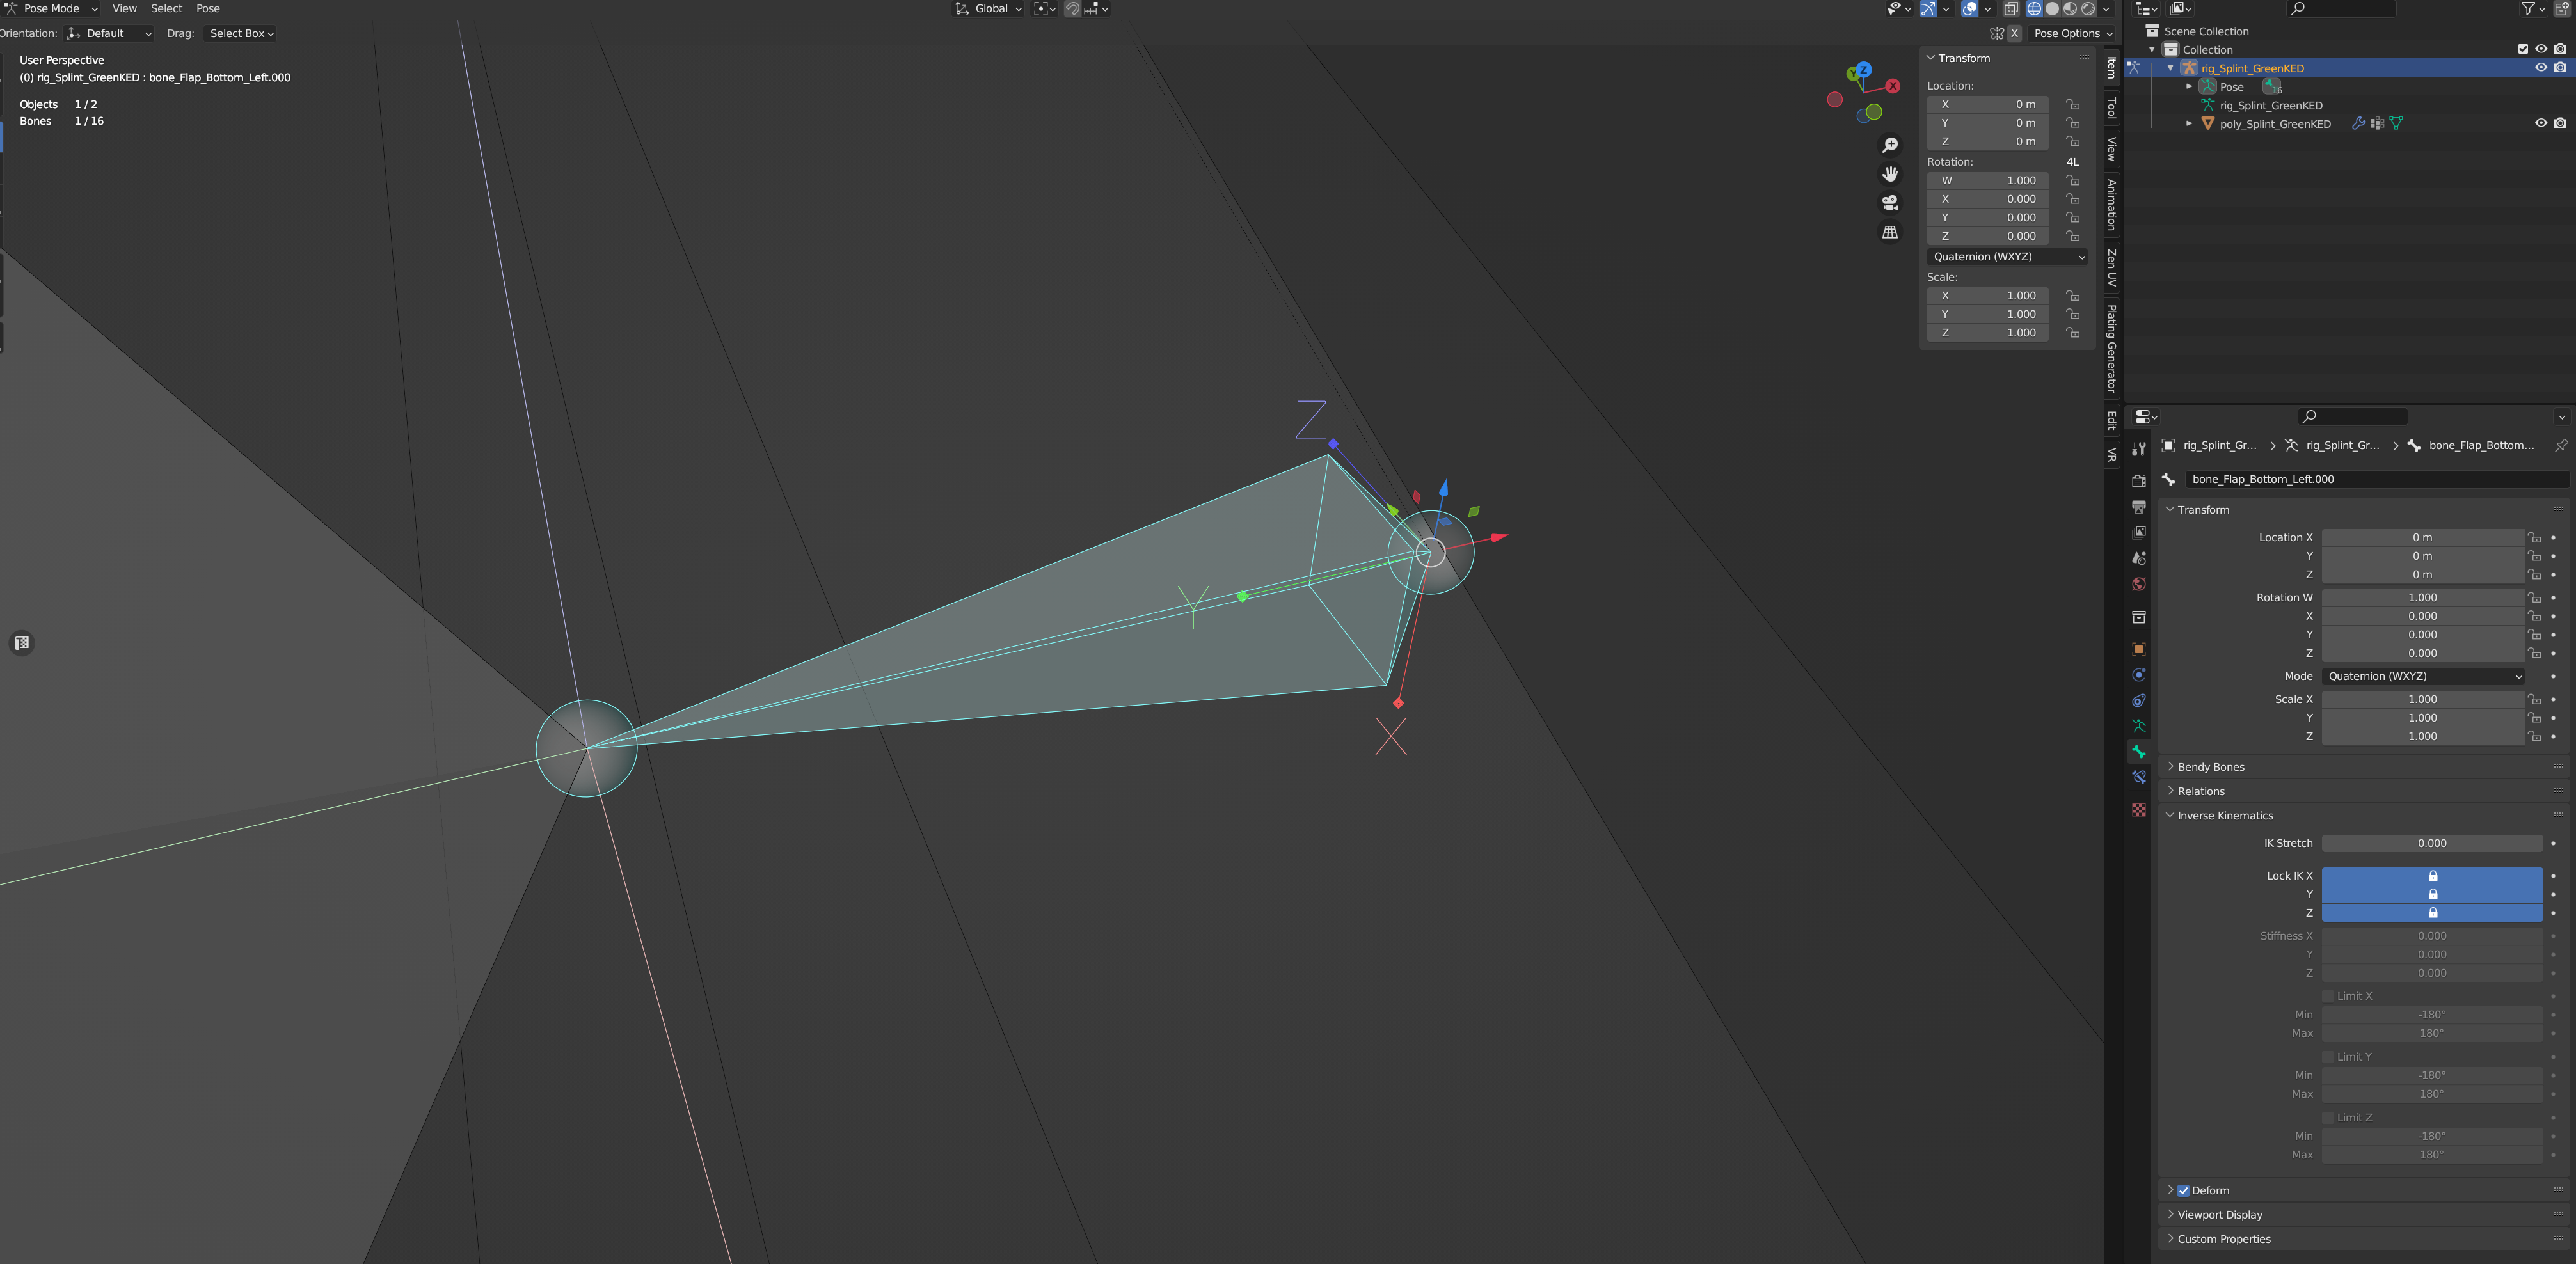 Pose Mode View Select Pose Global
Orientation: Default Drag: Select Box X Pose Options
User Perspective
(0) rig_Splint_GreenKED : bone_Flap_Bottom_Left.000
Objects 1 / 2
Bones 1 / 16
Z
Y
X
Z
Y
X
Transform
Location:
X 0 m
Y 0 m
Z 0 m
Rotation: 4L
W 1.000
X 0.000
Y 0.000
Z 0.000
Quaternion (WXYZ)
Scale:
X 1.000
Y 1.000
Z 1.000
Item
Tool
View
Animation
Zen UV
Plating Generator
Edit
VR
Scene Collection
Collection
rig_Splint_GreenKED
Pose 16
rig_Splint_GreenKED
poly_Splint_GreenKED
rig_Splint_Gr... rig_Splint_Gr... bone_Flap_Bottom...
bone_Flap_Bottom_Left.000
Transform
Location X 0 m
Y 0 m
Z 0 m
Rotation W 1.000
X 0.000
Y 0.000
Z 0.000
Mode Quaternion (WXYZ)
Scale X 1.000
Y 1.000
Z 1.000
Bendy Bones
Relations
Inverse Kinematics
IK Stretch 0.000
Lock IK X
Y
Z
Stiffness X 0.000
Y 0.000
Z 0.000
Limit X
Min -180°
Max 180°
Limit Y
Min -180°
Max 180°
Limit Z
Min -180°
Max 180°
Deform
Viewport Display
Custom Properties